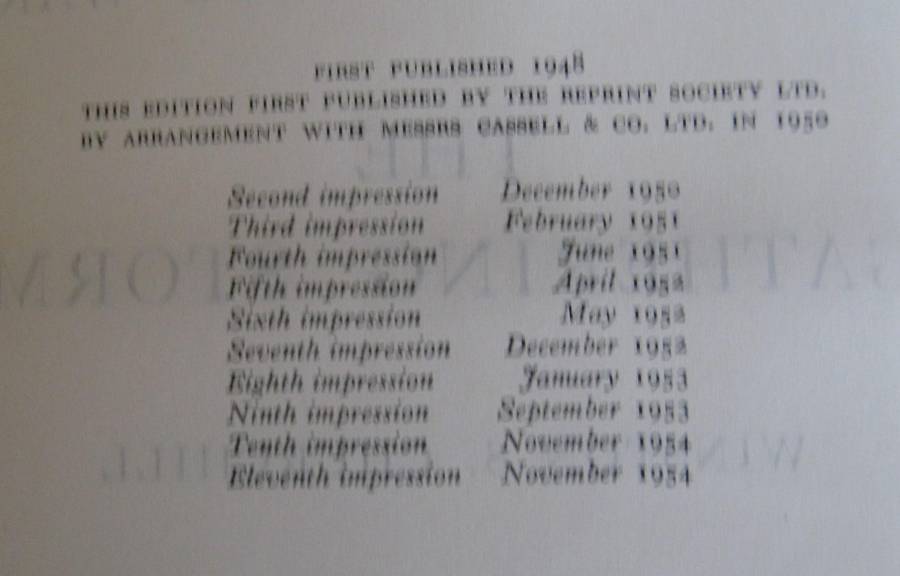 FIRST PUBLISHED 1948
THIS EDITION FIRST PUBLISHED BY THE REPRINT SOCIETY LTD.
BY ARRANGEMENT WITH MESSRS CASSELL & CO. LTD. IN 1950
Second impression December 1950
Third impression February 1951
Fourth impression June 1951
Fifth impression April 1952
Sixth impression May 1952
Seventh impression December 1952
Eighth impression January 1953
Ninth impression September 1953
Tenth impression November 1954
Eleventh impression November 1954